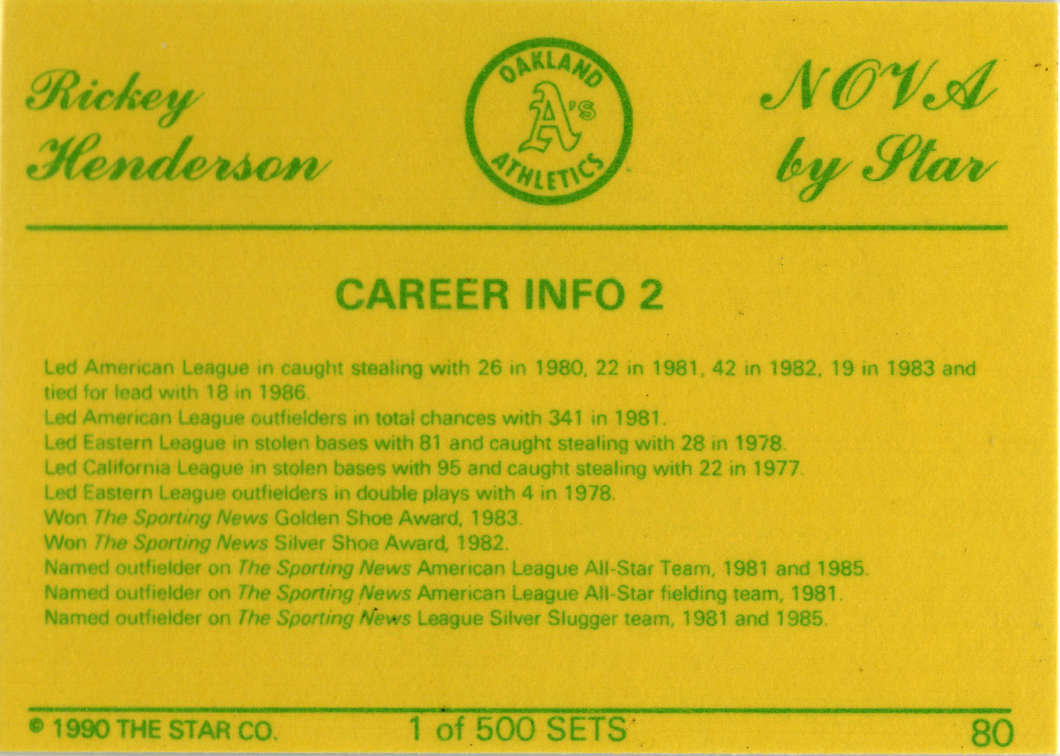 Rickey
Henderson
OAKLAND
A's
ATHLETICS
NOVA
by Star
CAREER INFO 2
Led American League in caught stealing with 26 in 1980, 22 in 1981, 42 in 1982, 19 in 1983 and
tied for lead with 18 in 1986.
Led American League outfielders in total chances with 341 in 1981.
Led Eastern League in stolen bases with 81 and caught stealing with 28 in 1978.
Led California League in stolen bases with 95 and caught stealing with 22 in 1977.
Led Eastern League outfielders in double plays with 4 in 1978.
Won The Sporting News Golden Shoe Award, 1983.
Won The Sporting News Silver Shoe Award, 1982.
Named outfielder on The Sporting News American League All-Star Team, 1981 and 1985.
Named outfielder on The Sporting News American League All-Star fielding team, 1981.
Named outfielder on The Sporting News League Silver Slugger team, 1981 and 1985.
© 1990 THE STAR CO. 1 of 500 SETS 80